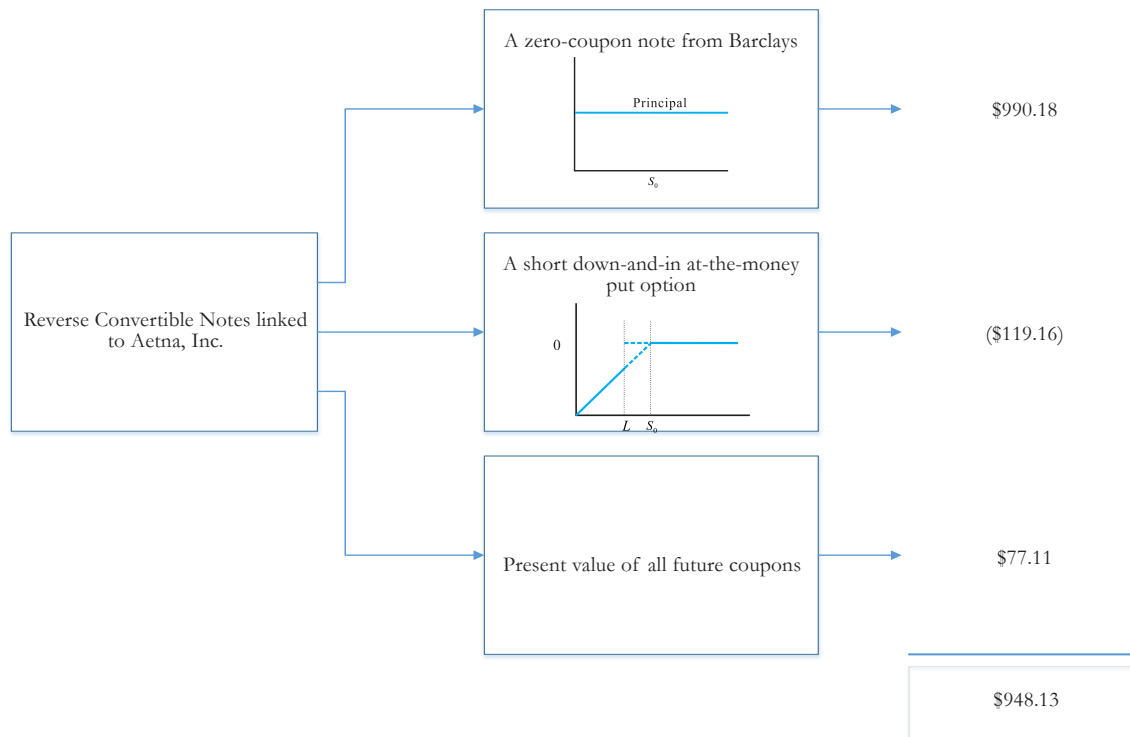 A zero-coupon note from Barclays
Principal
S₀
$990.18
Reverse Convertible Notes linked
to Aetna, Inc.
A short down-and-in at-the-money
put option
0
L S₀
($119.16)
Present value of all future coupons
$77.11
$948.13